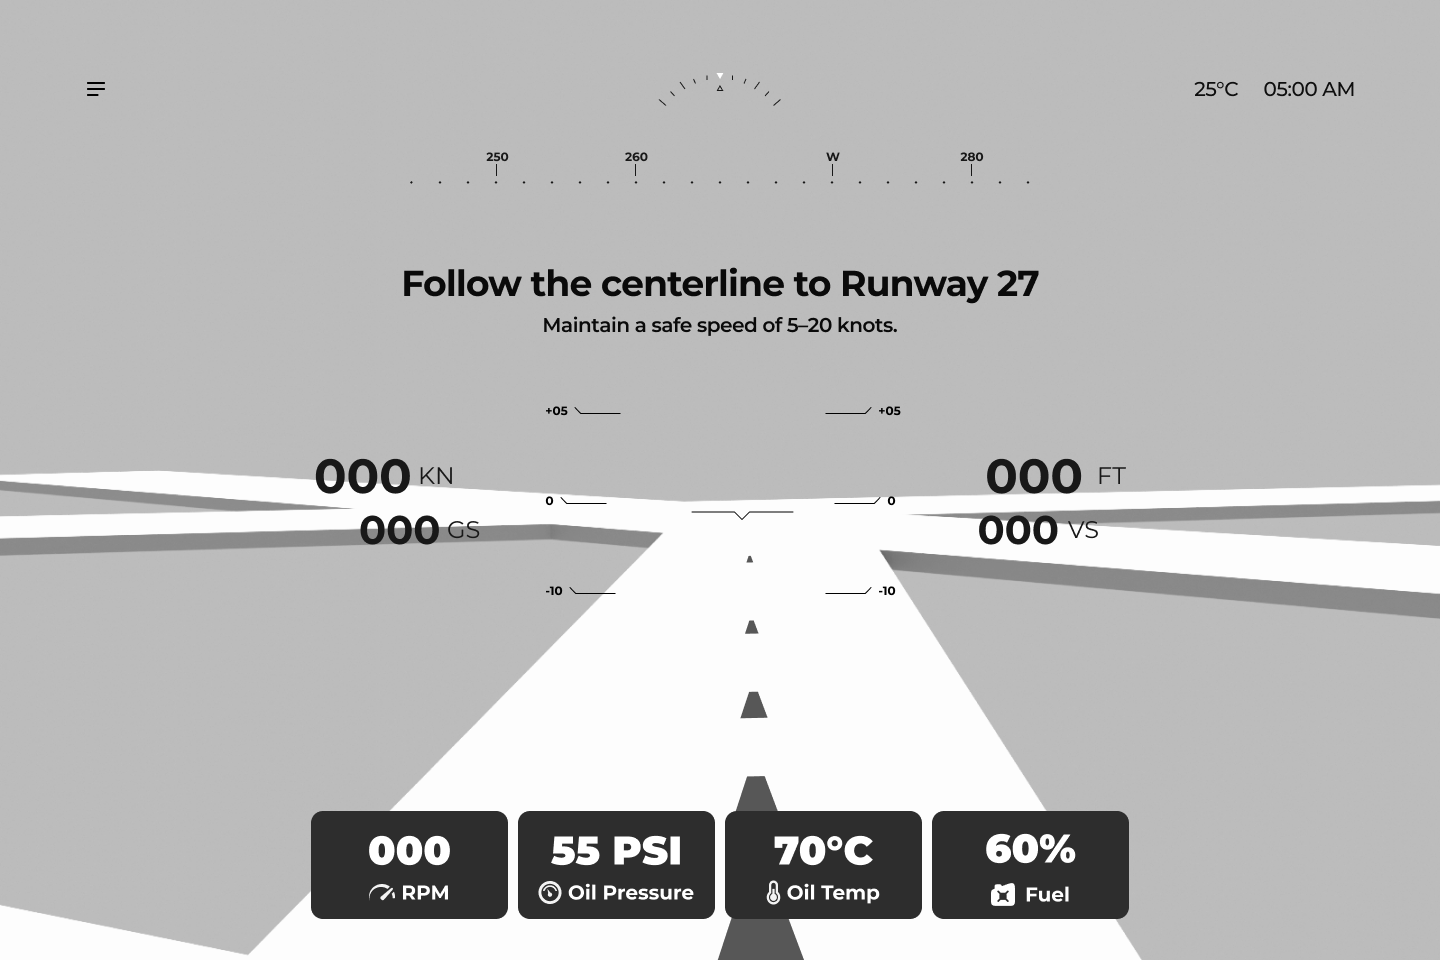 25°C 05:00 AM
250 260 W 280
Follow the centerline to Runway 27
Maintain a safe speed of 5–20 knots.
+05 +05
000 KN 000 FT
0 0
000 GS 000 VS
-10 -10
000 55 PSI 70°C 60%
RPM Oil Pressure Oil Temp Fuel